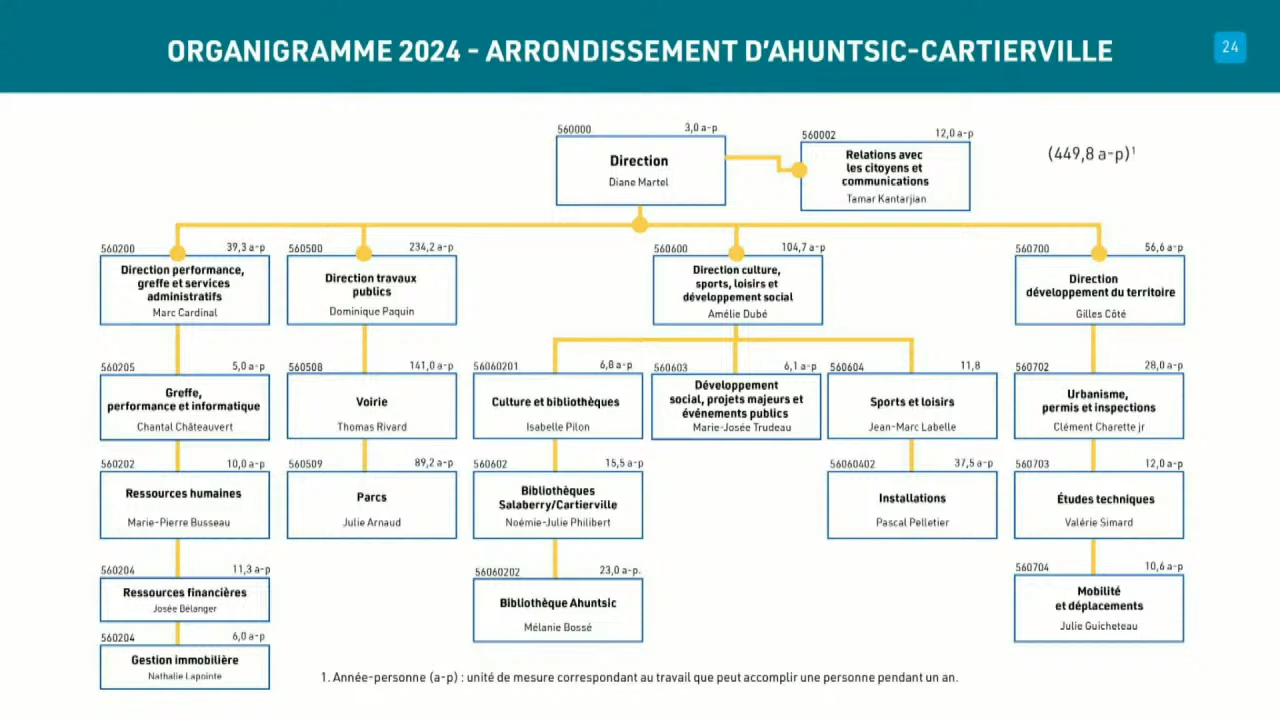 ORGANIGRAMME 2024 - ARRONDISSEMENT D'AHUNTSIC-CARTIERVILLE
24
560000
3,0 a-p
Direction
Diane Martel
560002
12,0 a-p
Relations avec
les citoyens et
communications
Tamar Kantarjian
(449,8 a-p)¹
560200
39,3 a-p
Direction performance,
greffe et services
administratifs
Marc Cardinal
560500
234,2 a-p
Direction travaux
publics
Dominique Paquin
560600
104,7 a-p
Direction culture,
sports, loisirs et
développement social
Amélie Dubé
560700
56,6 a-p
Direction
développement du territoire
Gilles Côté
560205
5,0 a-p
Greffe,
performance et informatique
Chantal Châteauvert
560508
141,0 a-p
Voirie
Thomas Rivard
56060201
6,8 a-p
Culture et bibliothèques
Isabelle Pilon
560603
6,1 a-p
Développement
social, projets majeurs et
événements publics
Marie-Josée Trudeau
560604
11,8
Sports et loisirs
Jean-Marc Labelle
560702
28,0 a-p
Urbanisme,
permis et inspections
Clément Charette jr
560202
10,0 a-p
Ressources humaines
Marie-Pierre Busseau
560509
89,2 a-p
Parcs
Julie Arnaud
560602
15,5 a-p
Bibliothèques
Salaberry/Cartierville
Noémie-Julie Philibert
56060402
37,5 a-p
Installations
Pascal Pelletier
560703
12,0 a-p
Études techniques
Valérie Simard
560204
11,3 a-p
Ressources financières
Josée Bélanger
56060202
23,0 a-p.
Bibliothèque Ahuntsic
Mélanie Bossé
560704
10,6 a-p
Mobilité
et déplacements
Julie Guicheteau
560204
6,0 a-p
Gestion immobilière
Nathalie Lapointe
1. Année-personne (a-p) : unité de mesure correspondant au travail que peut accomplir une personne pendant un an.